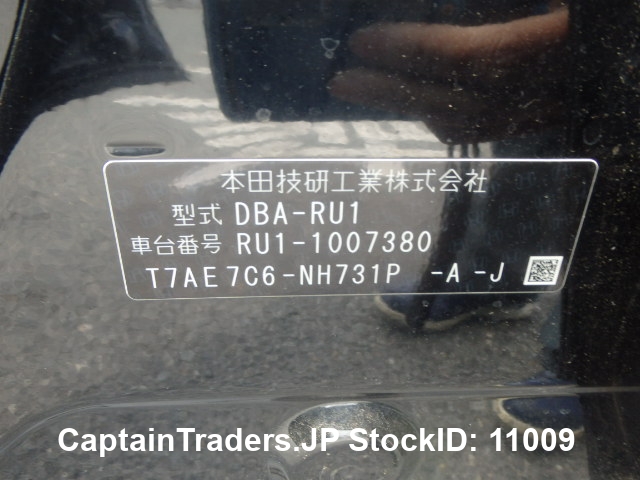 本田技研工業株式会社
型式 DBA-RU1
車台番号 RU1-1007380
T7AE7C6-NH731P -A-J
CaptainTraders.JP StockID: 11009